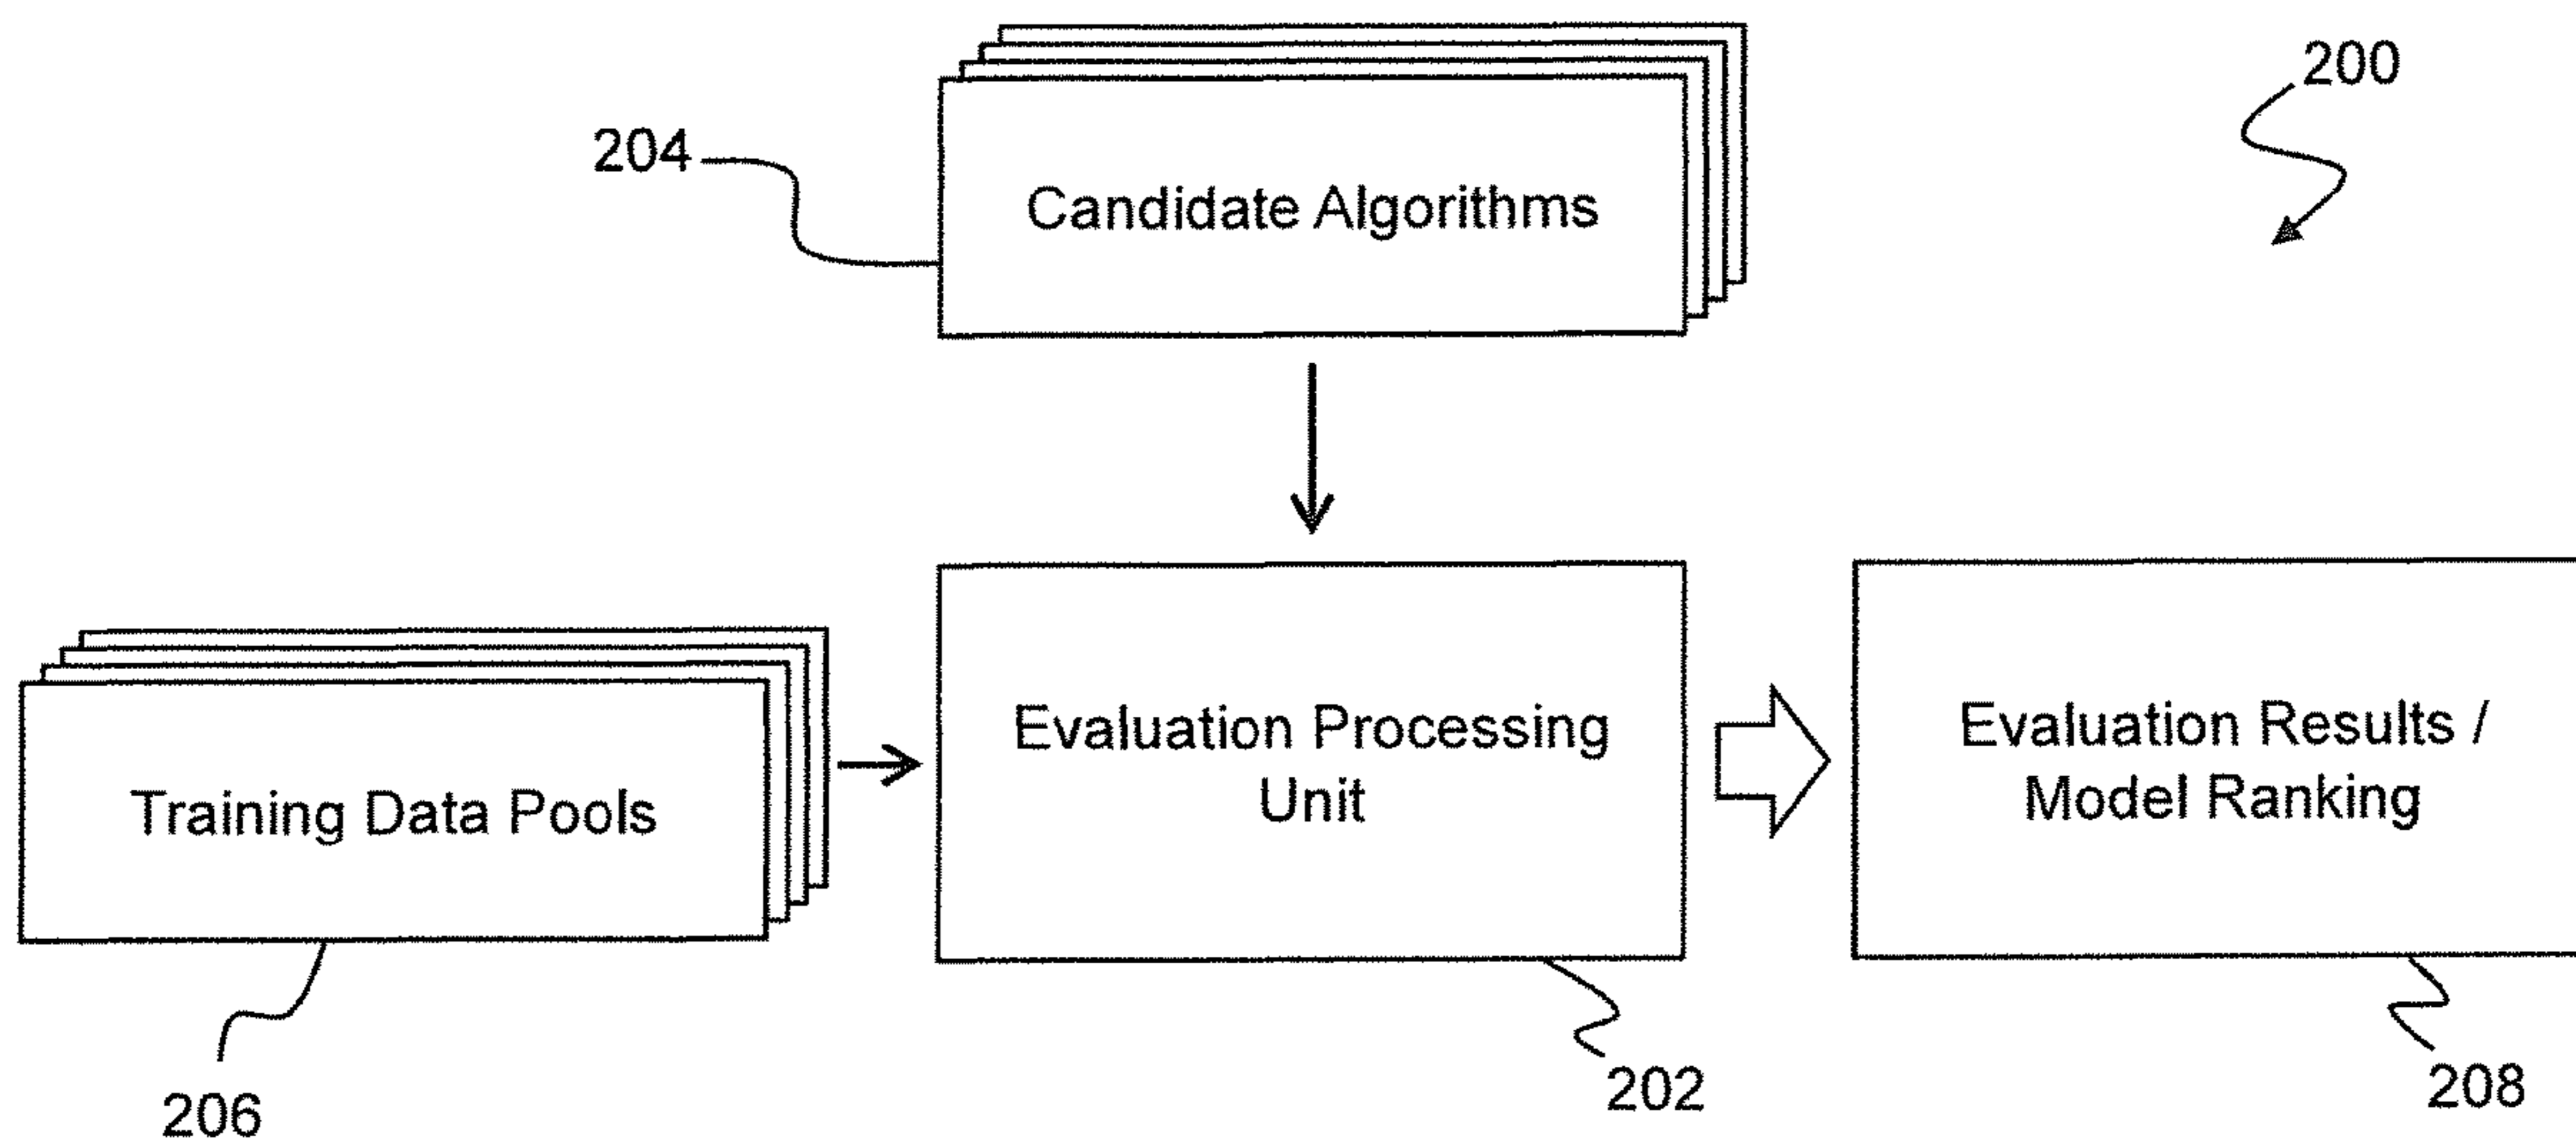 200
204
Candidate Algorithms
Evaluation Processing
Unit
Evaluation Results /
Model Ranking
Training Data Pools
206
202
208